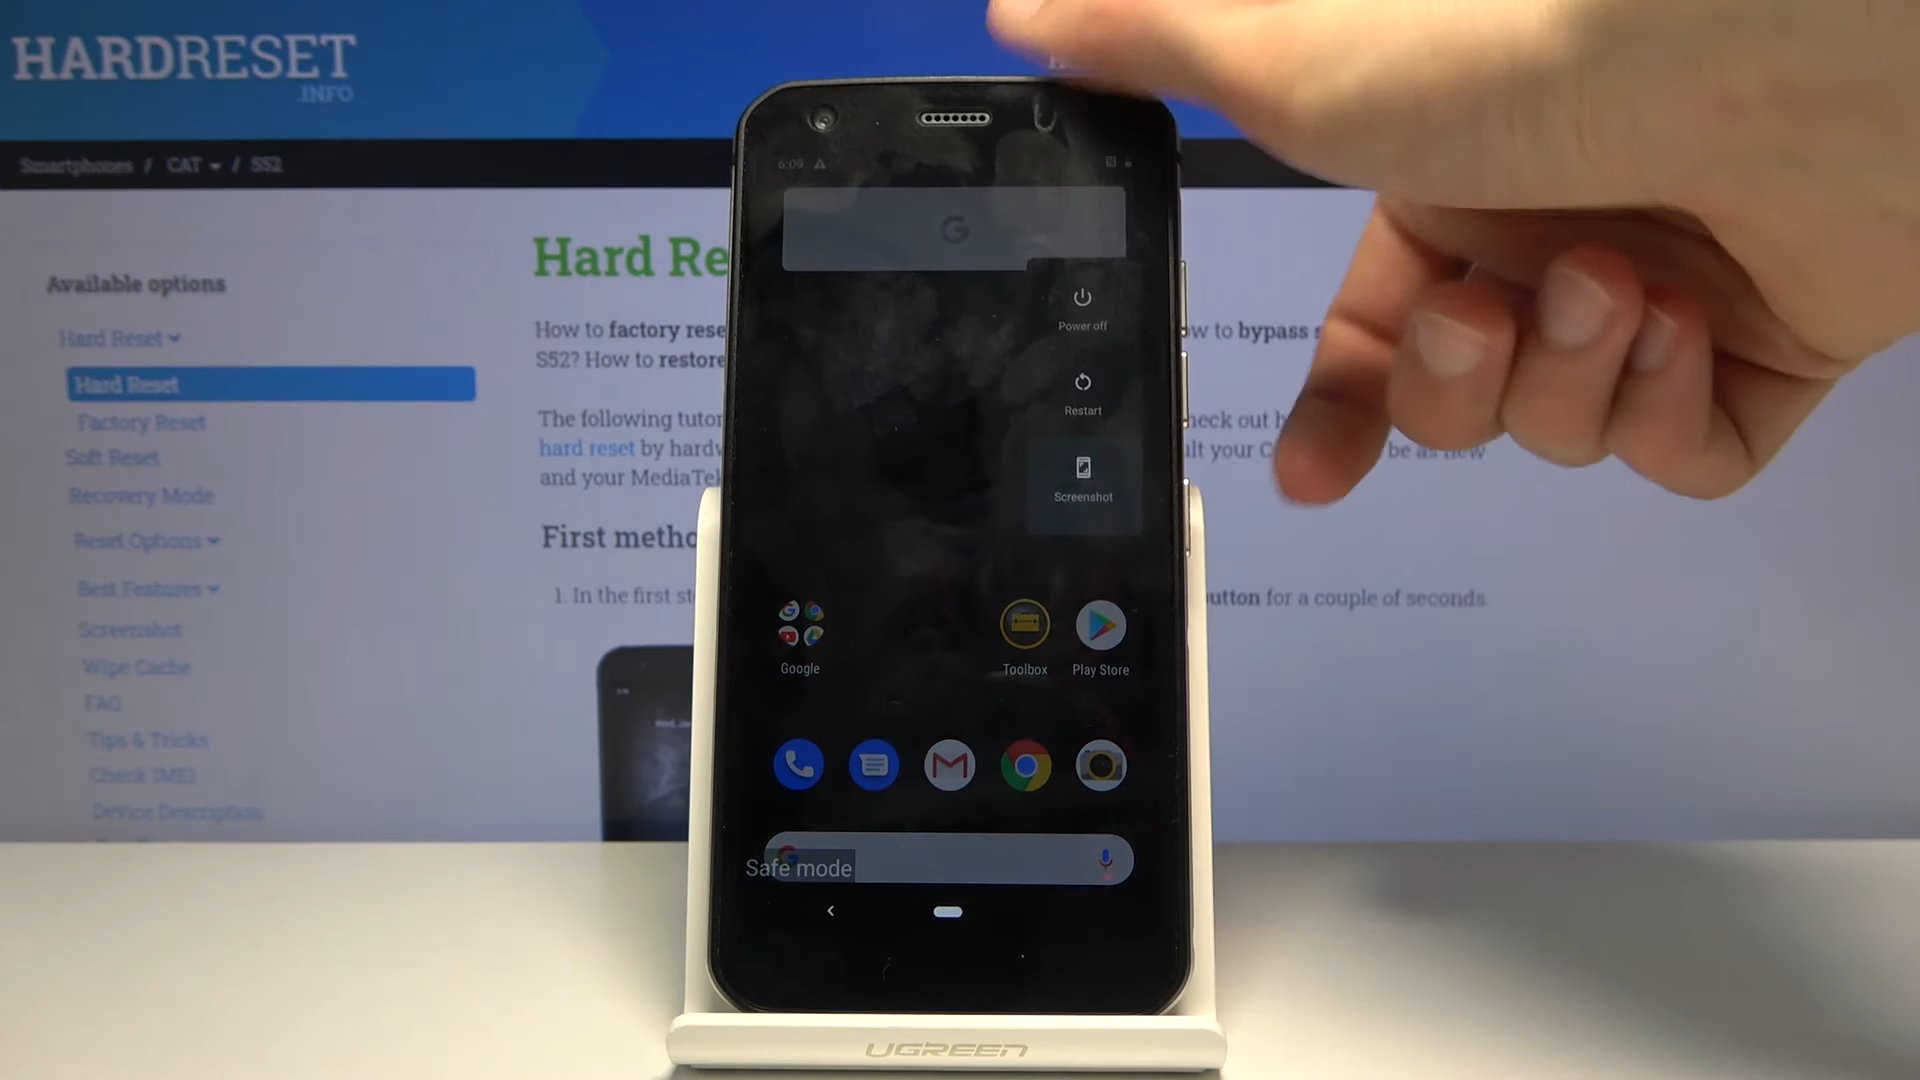 HARDRESET
.INFO
Smartphones / CAT / S52
Available options
Hard Reset
Hard Reset
Factory Reset
Soft Reset
Recovery Mode
Reset Options
Best Features
Screenshot
Wipe Cache
FAQ
Tips & Tricks
Check IMEI
Device Description
Hard Re
How to factory rese
ow to bypass s
S52? How to restore
The following tutor
heck out h
hard reset by hardw
ult your C
be as new
and your MediaTek
First metho
1. In the first st
utton for a couple of seconds.
6:09
G
Power off
Restart
Screenshot
Google
Toolbox
Play Store
Safe mode
UGREEN